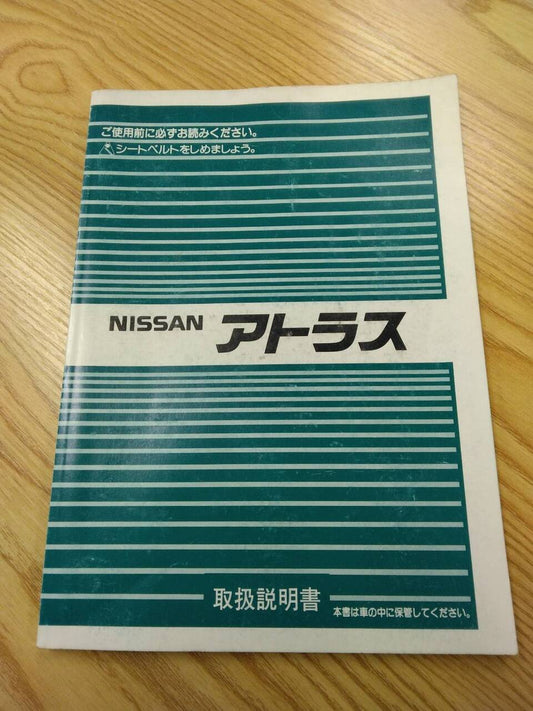 ご使用前に必ずお読みください。
シートベルトをしめましょう。
NISSAN アトラス
取扱説明書
本書は車の中に保管してください。